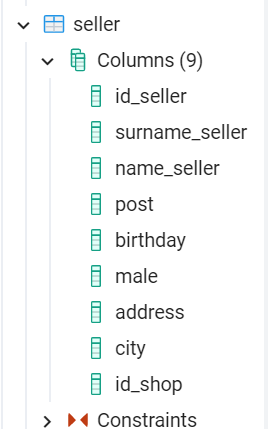 seller
Columns (9)
id_seller
surname_seller
name_seller
post
birthday
male
address
city
id_shop
Constraints